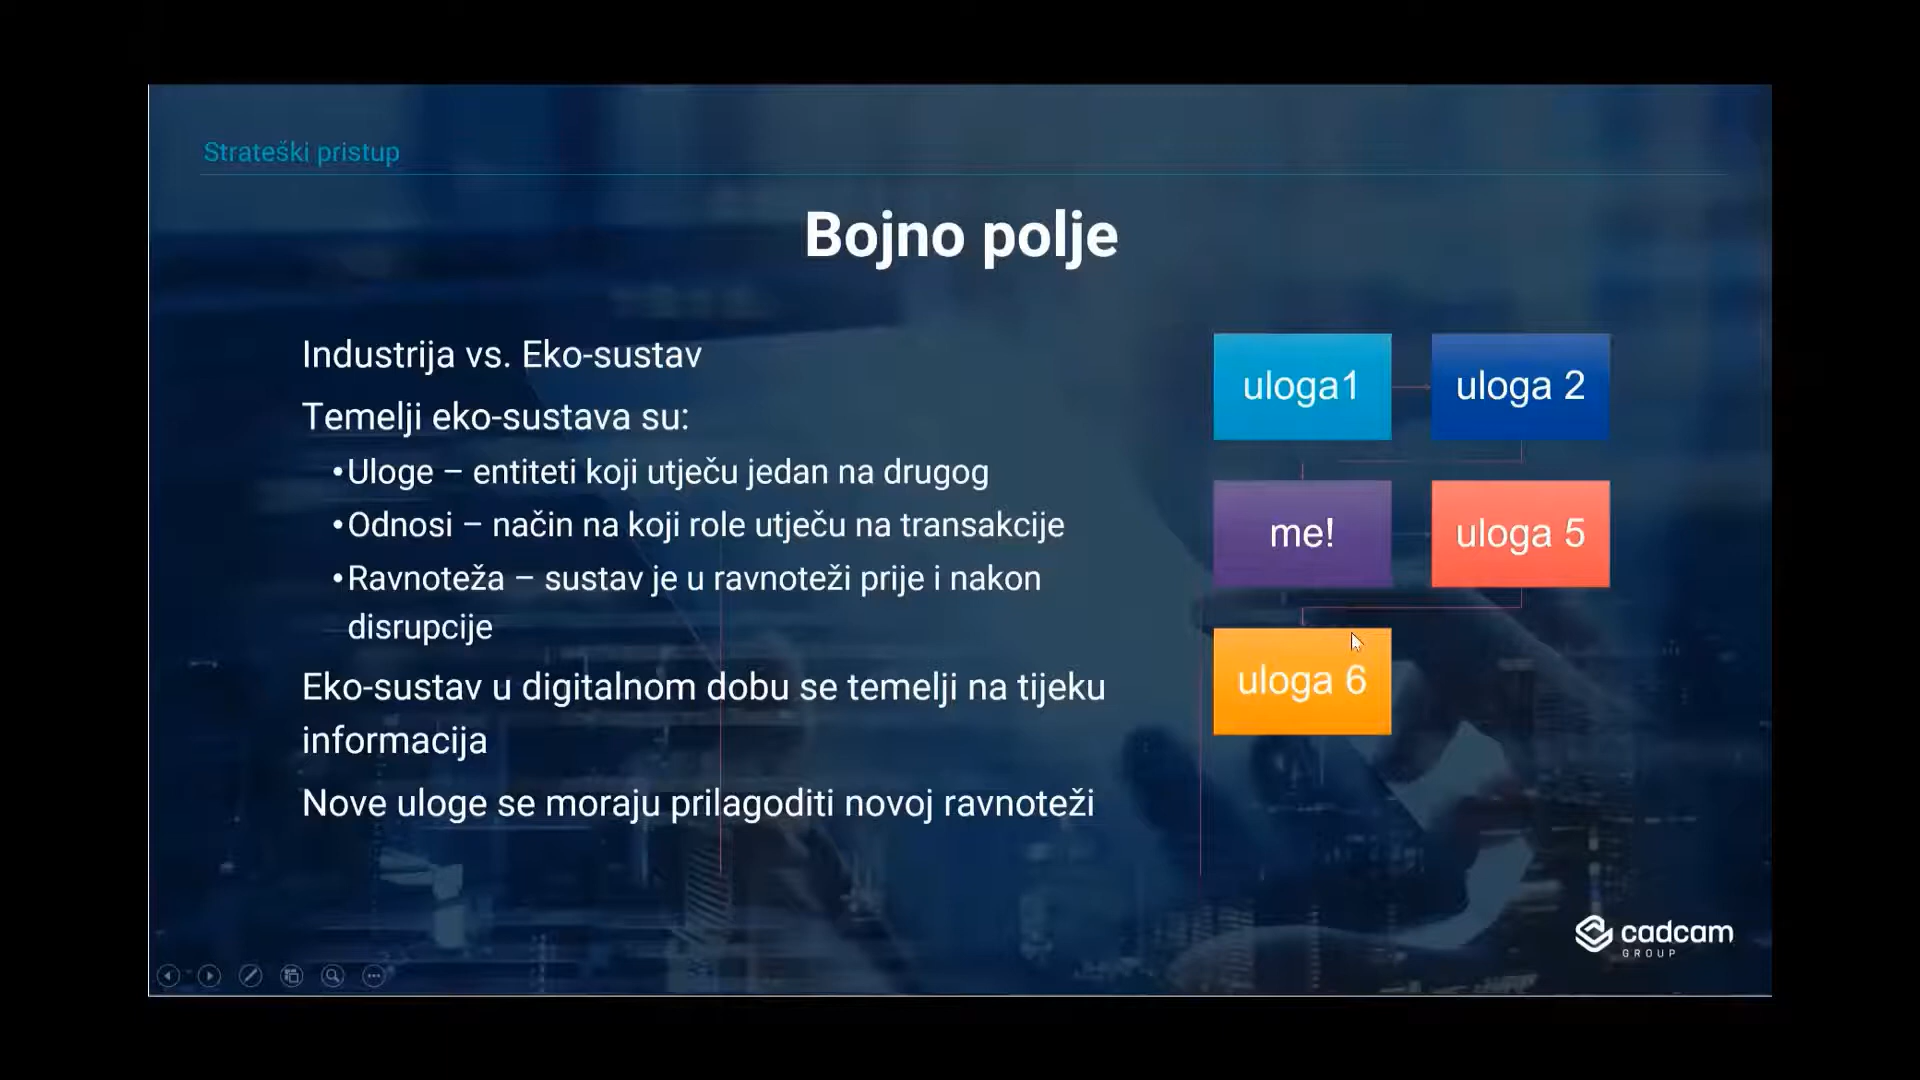 Strateški pristup
Bojno polje
Industrija vs. Eko-sustav
Temelji eko-sustava su:
•Uloge – entiteti koji utječu jedan na drugog
•Odnosi – način na koji role utječu na transakcije
•Ravnoteža – sustav je u ravnoteži prije i nakon
disrupcije
Eko-sustav u digitalnom dobu se temelji na tijeku
informacija
Nove uloge se moraju prilagoditi novoj ravnoteži
uloga1
uloga 2
me!
uloga 5
uloga 6
cadcam
GROUP